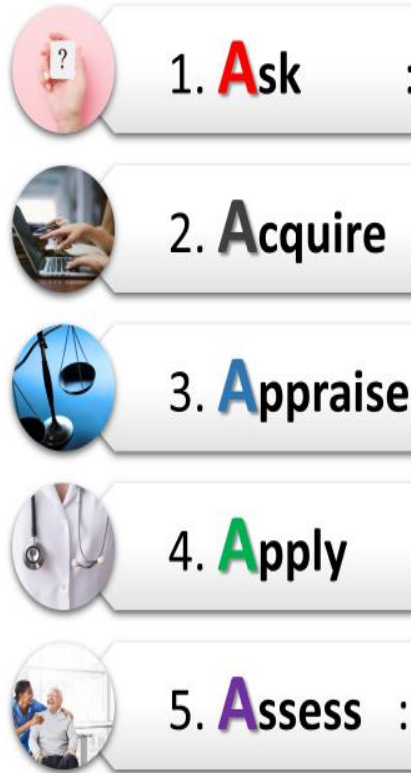 ?
1. Ask :
2. Acquire
3. Appraise
4. Apply
5. Assess :